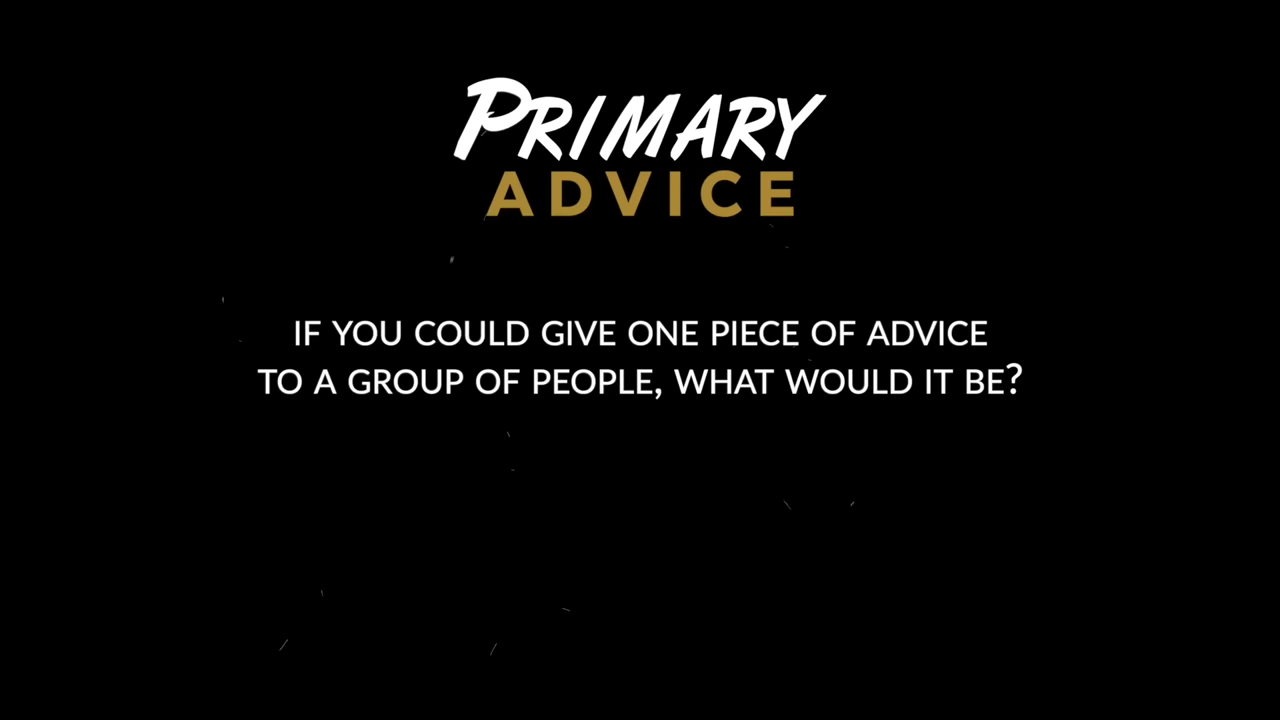 PRIMARY
ADVICE
IF YOU COULD GIVE ONE PIECE OF ADVICE
TO A GROUP OF PEOPLE, WHAT WOULD IT BE?